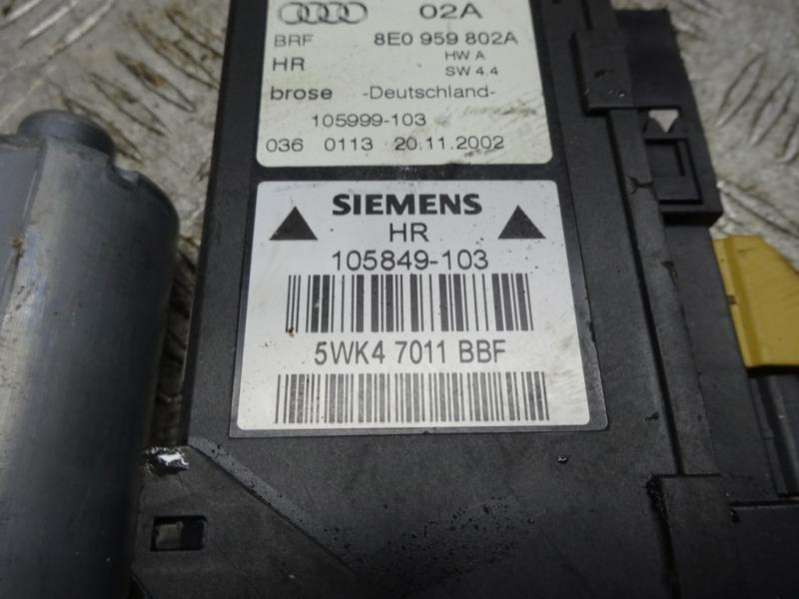 02A
BRF 8E0 959 802A
HR HW A
SW 4.4
brose -Deutschland-
105999-103
036 0113 20.11.2002
SIEMENS
HR
105849-103
5WK4 7011 BBF